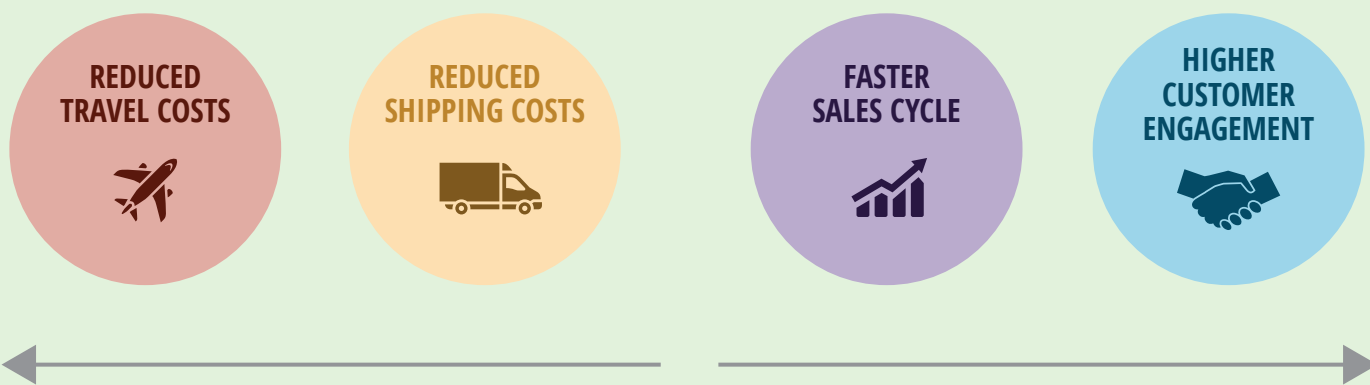 REDUCED
TRAVEL COSTS
REDUCED
SHIPPING COSTS
FASTER
SALES CYCLE
HIGHER
CUSTOMER
ENGAGEMENT